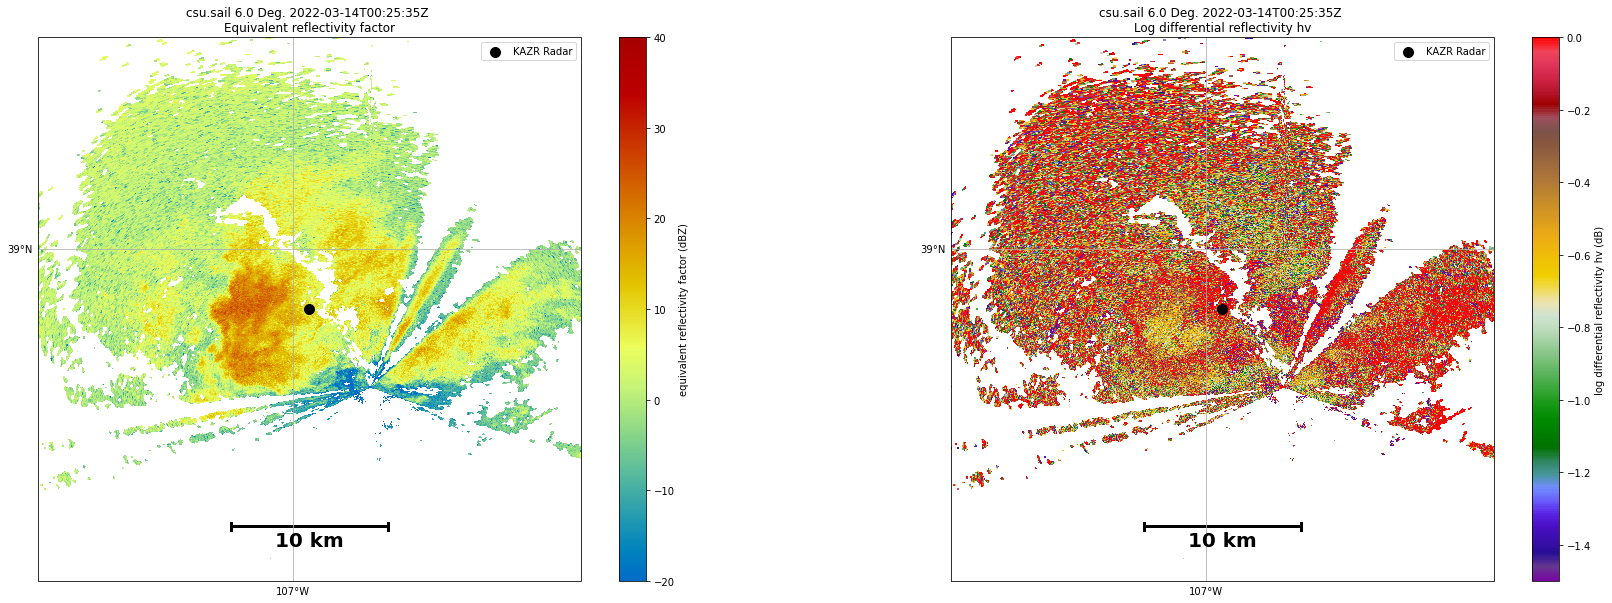 csu.sail 6.0 Deg. 2022-03-14T00:25:35Z
Equivalent reflectivity factor
KAZR Radar
39°N
107°W
10 km
40
30
20
10
0
−10
−20
equivalent reflectivity factor (dBZ)
csu.sail 6.0 Deg. 2022-03-14T00:25:35Z
Log differential reflectivity hv
KAZR Radar
39°N
107°W
10 km
0.0
−0.2
−0.4
−0.6
−0.8
−1.0
−1.2
−1.4
log differential reflectivity hv (dB)